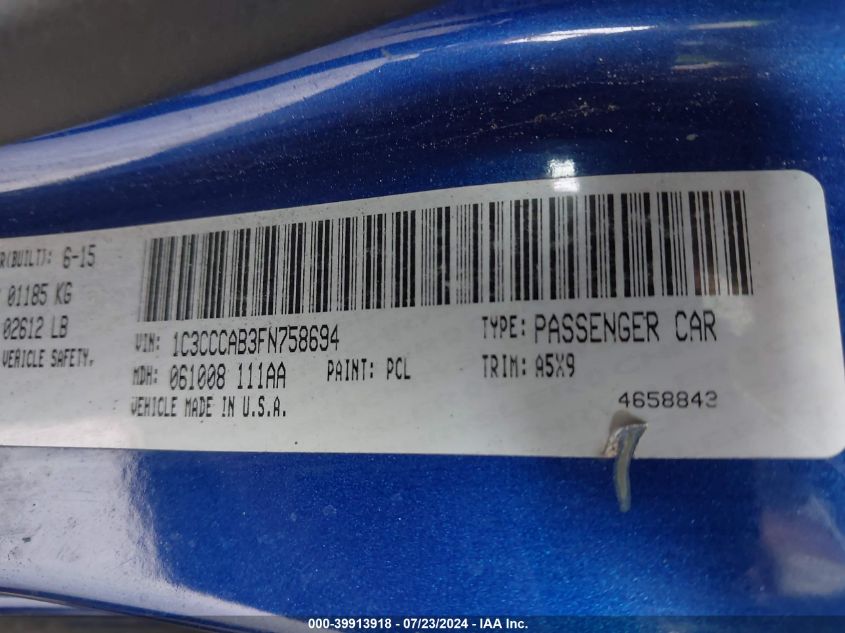 R(BUILT): 6-15
01185 KG
02612 LB
VEHICLE SAFETY.
VIN: 1C3CCCAB3FN758694
TYPE: PASSENGER CAR
MDH: 061008 111AA
PAINT: PCL
TRIM: A5X9
VEHICLE MADE IN U.S.A.
4658843
000-39913918 - 07/23/2024 - IAA Inc.